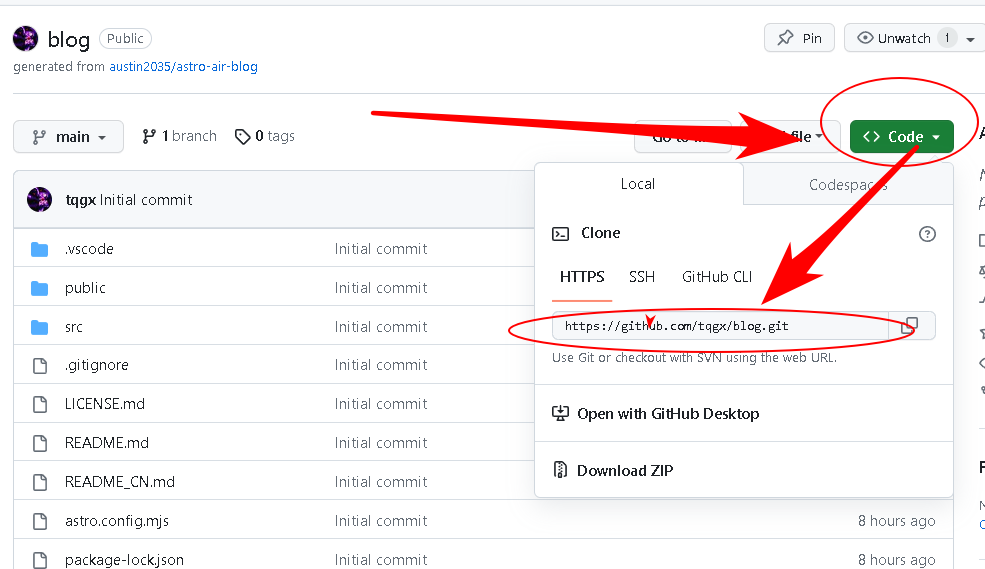 blog Public
Pin
Unwatch 1
generated from austin2035/astro-air-blog
main
1 branch
0 tags
Go to
file
Code
tqgx Initial commit
.vscode Initial commit
public Initial commit
src Initial commit
.gitignore Initial commit
LICENSE.md Initial commit
README.md Initial commit
README_CN.md Initial commit
astro.config.mjs Initial commit 8 hours ago
package-lock.json Initial commit 8 hours ago
Local
Codespaces
Clone
HTTPS SSH GitHub CLI
https://github.com/tqgx/blog.git
Use Git or checkout with SVN using the web URL.
Open with GitHub Desktop
Download ZIP